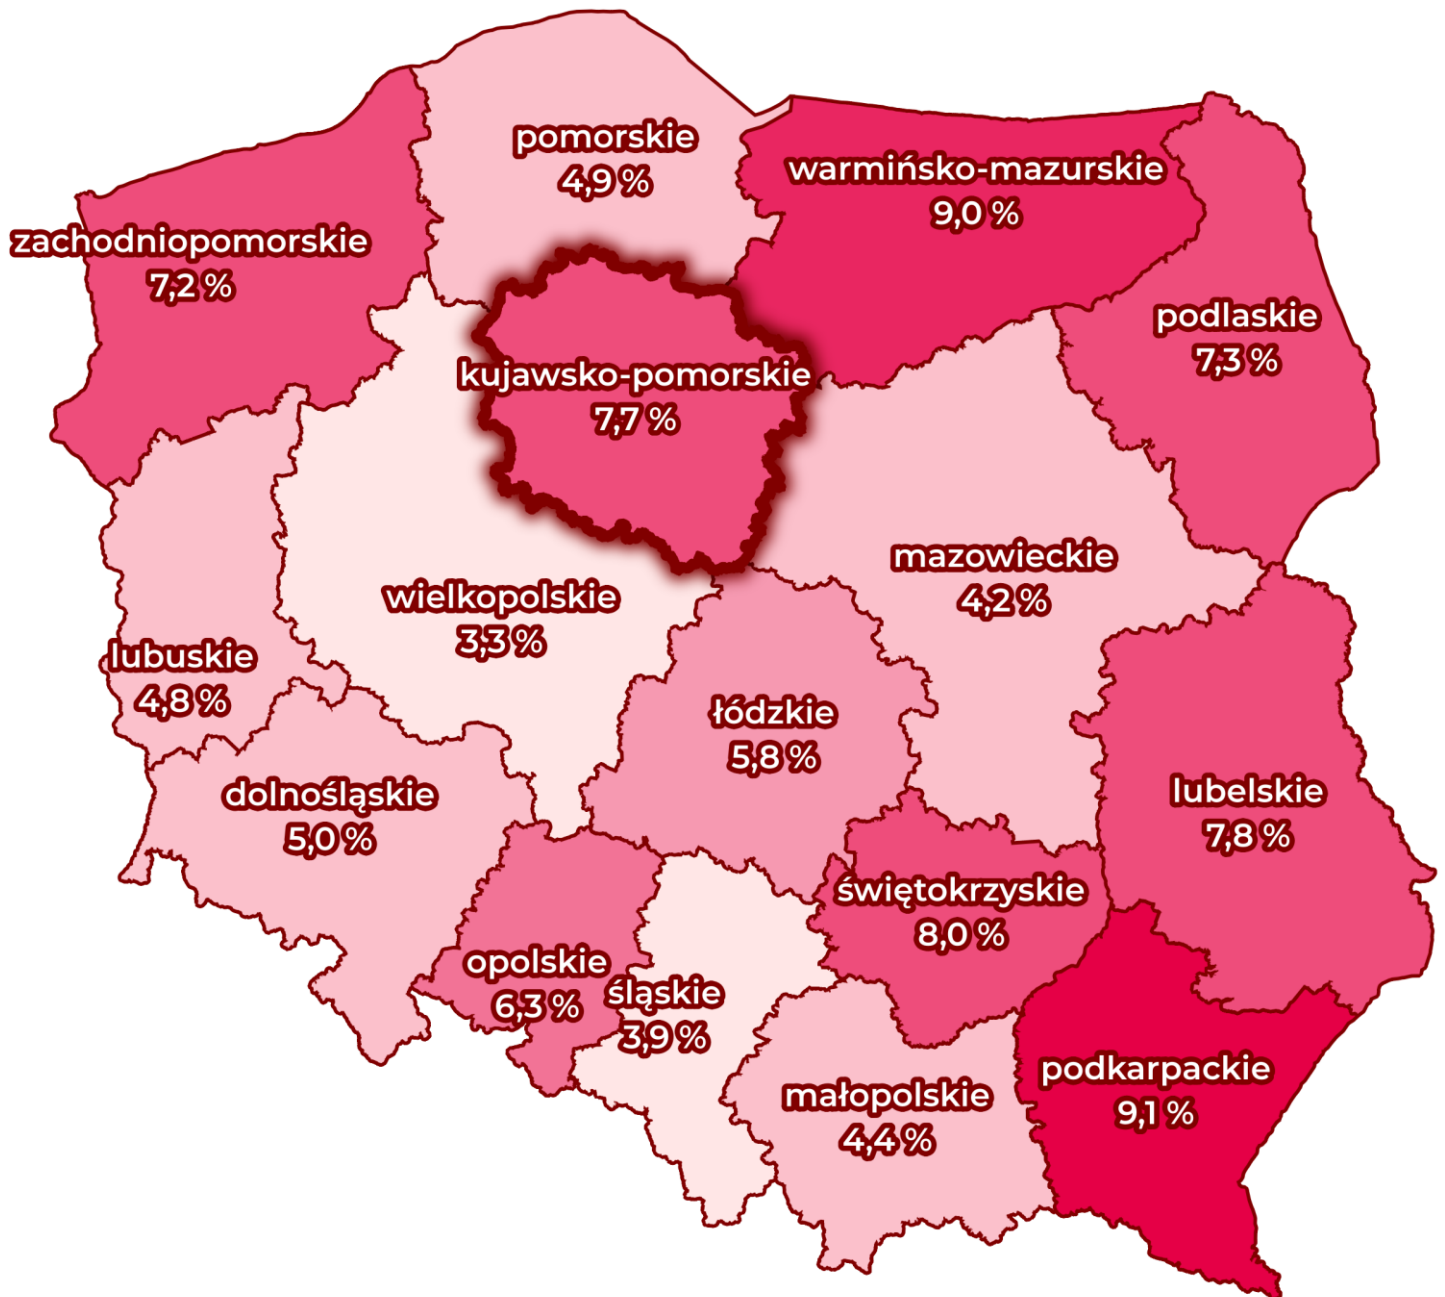 pomorskie
4,9 %
warmińsko-mazurskie
9,0 %
zachodniopomorskie
7,2 %
podlaskie
7,3 %
kujawsko-pomorskie
7,7 %
mazowieckie
4,2 %
wielkopolskie
3,3 %
lubuskie
4,8 %
łódzkie
5,8 %
dolnośląskie
5,0 %
lubelskie
7,8 %
świętokrzyskie
8,0 %
opolskie
6,3 %
śląskie
3,9 %
podkarpackie
9,1 %
małopolskie
4,4 %